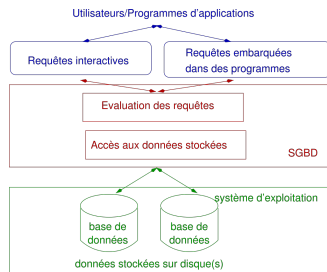 Utilisateurs/Programmes d'applications
Requêtes interactives
Requêtes embarquées
dans des programmes
Evaluation des requêtes
Accès aux données stockées
SGBD
système d'exploitation
base de
données
base de
données
données stockées sur disque(s)